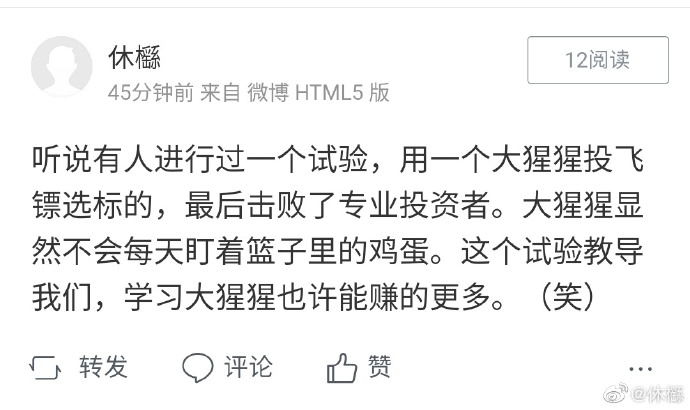 休檧
12阅读
45分钟前 来自 微博 HTML5 版
听说有人进行过一个试验，用一个大猩猩投飞
镖选标的，最后击败了专业投资者。大猩猩显
然不会每天盯着篮子里的鸡蛋。这个试验教导
我们，学习大猩猩也许能赚的更多。（笑）
转发
评论
赞
@休檧